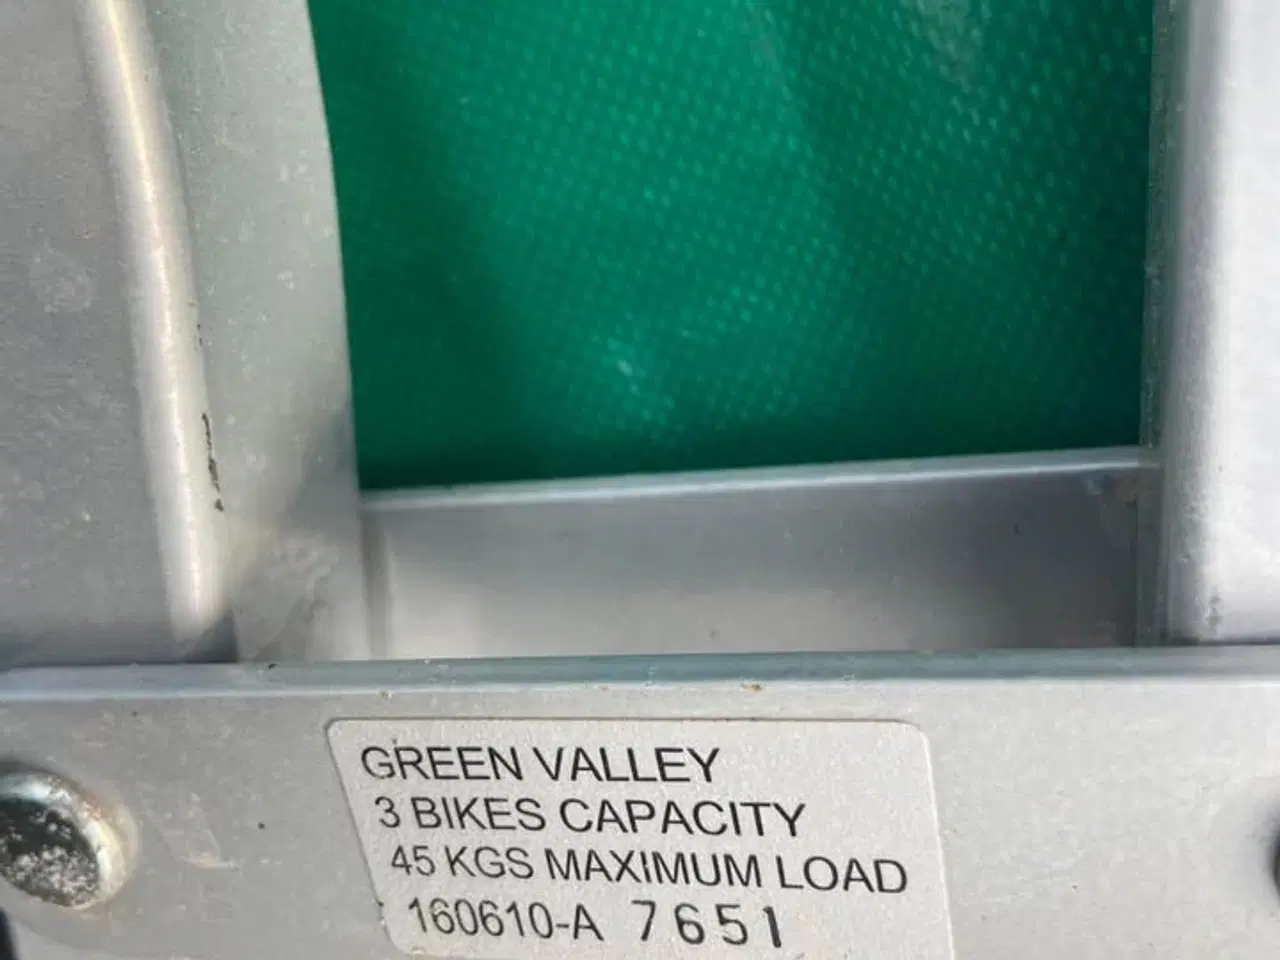 GREEN VALLEY
3 BIKES CAPACITY
45 KGS MAXIMUM LOAD
160610-A 7651